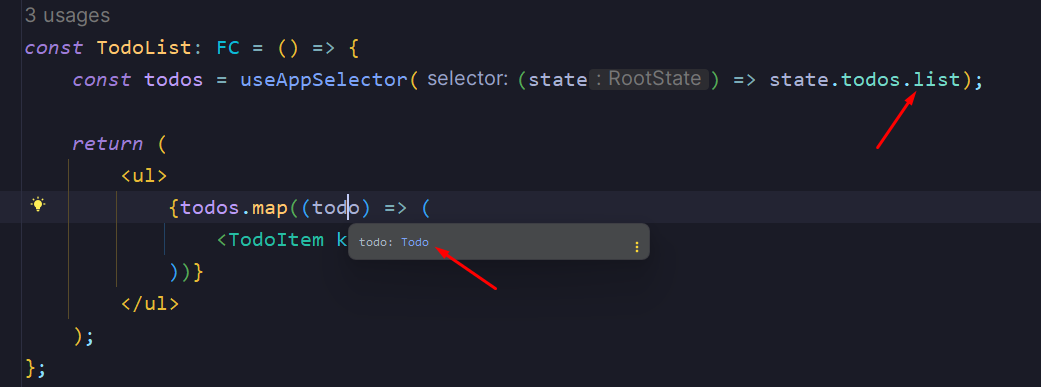 3 usages
const TodoList: FC = () => {
const todos = useAppSelector( selector: (state : RootState ) => state.todos.list);
return (
<ul>
{todos.map((todo) => (
<TodoItem k
todo: Todo
))}
</ul>
);
};